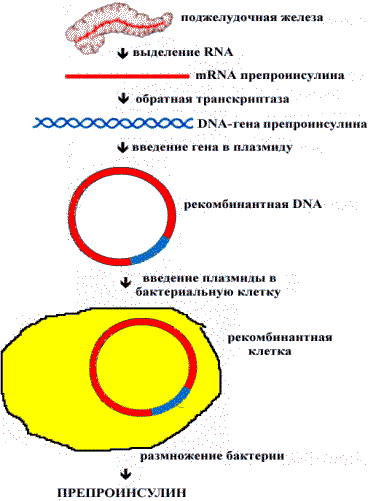 поджелудочная железа
выделение RNA
mRNA препроинсулина
обратная транскриптаза
DNA-гена препроинсулина
введение гена в плазмиду
рекомбинантная DNA
введение плазмиды в
бактериальную клетку
рекомбинантная
клетка
размножение бактерии
ПРЕПРОИНСУЛИН